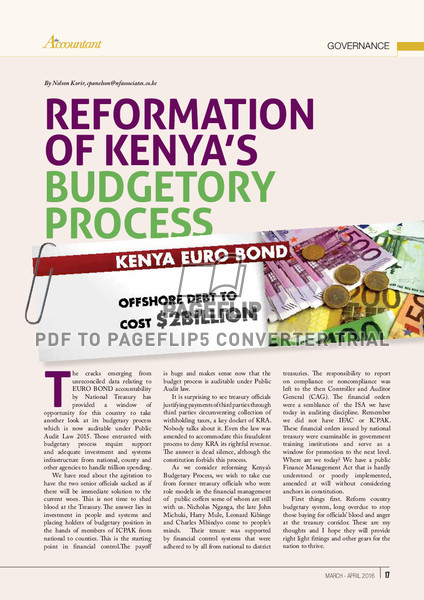 the
Accountant
GOVERNANCE
By Nelson Korir, cpanelson@nfassociates.co.ke
REFORMATION
OF KENYA'S
BUDGETORY
PROCESS
KENYA EURO BOND
OFFSHORE DEBT TO
COST $2BILLION
PAGEFLIP
PDF TO PAGEFLIP5 CONVERTER TRIAL
The cracks emerging from
unreconciled data relating to
EURO BOND accountability
by National Treasury has
provided a window of
opportunity for this country to take
another look at its budgetory process
which is now auditable under Public
Audit Law 2015. Those entrusted with
budgetory process require support
and adequate investment and systems
infrastructure from national, county and
other agencies to handle trillion spending.
We have read about the agitation to
have the two senior officials sacked as if
there will be immediate solution to the
current woes. This is not time to shed
blood at the Treasury. The answer lies in
investment in people and systems and
placing holders of budgetory position in
the hands of members of ICPAK from
national to counties. This is the starting
point in financial control.The payoff
is huge and makes sense now that the
budget process is auditable under Public
Audit law.
It is surprising to see treasury officials
justifying payments of third parties through
third parties circumventing collection of
withholding taxes, a key docket of KRA.
Nobody talks about it. Even the law was
amended to accommodate this fraudulent
process to deny KRA its rightful revenue.
The answer is dead silence, although the
constitution forbids this process.
As we consider reforming Kenya's
Budgetory Process, we wish to take cue
from former treasury officials who were
role models in the financial management
of public offices some of whom are still
with us. Nicholas Nganga, the late John
Michuki, Harry Mule, Leonard Kibinge
and Charles Mbindyo come to people's
minds. Their tenure was supported
by financial control systems that were
adhered to by all from national to district
treasuries. The responsibility to report
on compliance or noncompliance was
left to the then Controller and Auditor
General (CAG). The financial orders
were a semblance of the ISA we have
today in auditing discipline. Remember
we did not have IFAC or ICPAK.
These financial orders issued by national
treasury were examinable in government
training institutions and serve as a
window for promotion to the next level.
Where are we today? We have a public
Finance Management Act that is hardly
understood or poorly implemented,
amended at will without considering
anchors in constitution.
First things first. Reform country
budgetary system, long overdue to stop
those baying for officials' blood and anger
at the treasury corridor. These are my
thoughts and I hope they will provide
right light fittings and other gears for the
nation to thrive.
MARCH - APRIL 2016 17